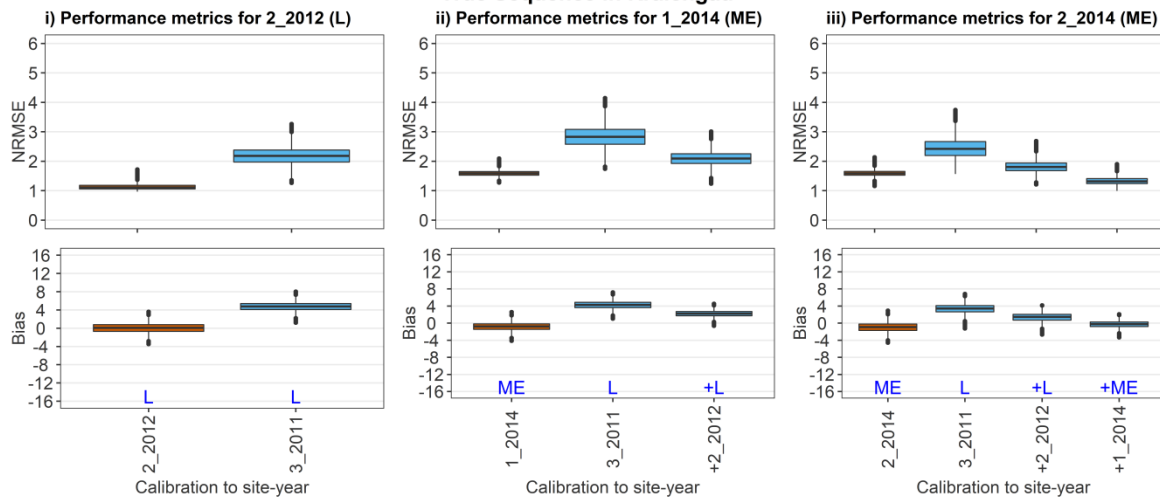 i) Performance metrics for 2_2012 (L)
6
5
4
3
2
1
0
NRMSE
16
12
8
4
0
-4
-8
-12
-16
Bias
L
L
2_2012
3_2011
Calibration to site-year
ii) Performance metrics for 1_2014 (ME)
6
5
4
3
2
1
0
NRMSE
16
12
8
4
0
-4
-8
-12
-16
Bias
ME
L
+L
1_2014
3_2011
+2_2012
Calibration to site-year
iii) Performance metrics for 2_2014 (ME)
6
5
4
3
2
1
0
NRMSE
16
12
8
4
0
-4
-8
-12
-16
Bias
ME
L
+L
+ME
2_2014
3_2011
+2_2012
+1_2014
Calibration to site-year